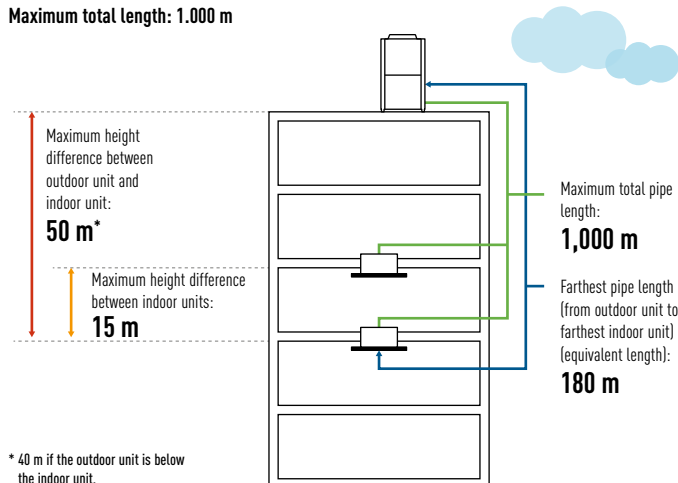 Maximum total length: 1.000 m
Maximum height
difference between
outdoor unit and
indoor unit:
50 m*
Maximum height difference
between indoor units:
15 m
Maximum total pipe
length:
1,000 m
Farthest pipe length
(from outdoor unit to
farthest indoor unit)
(equivalent length):
180 m
* 40 m if the outdoor unit is below
the indoor unit.